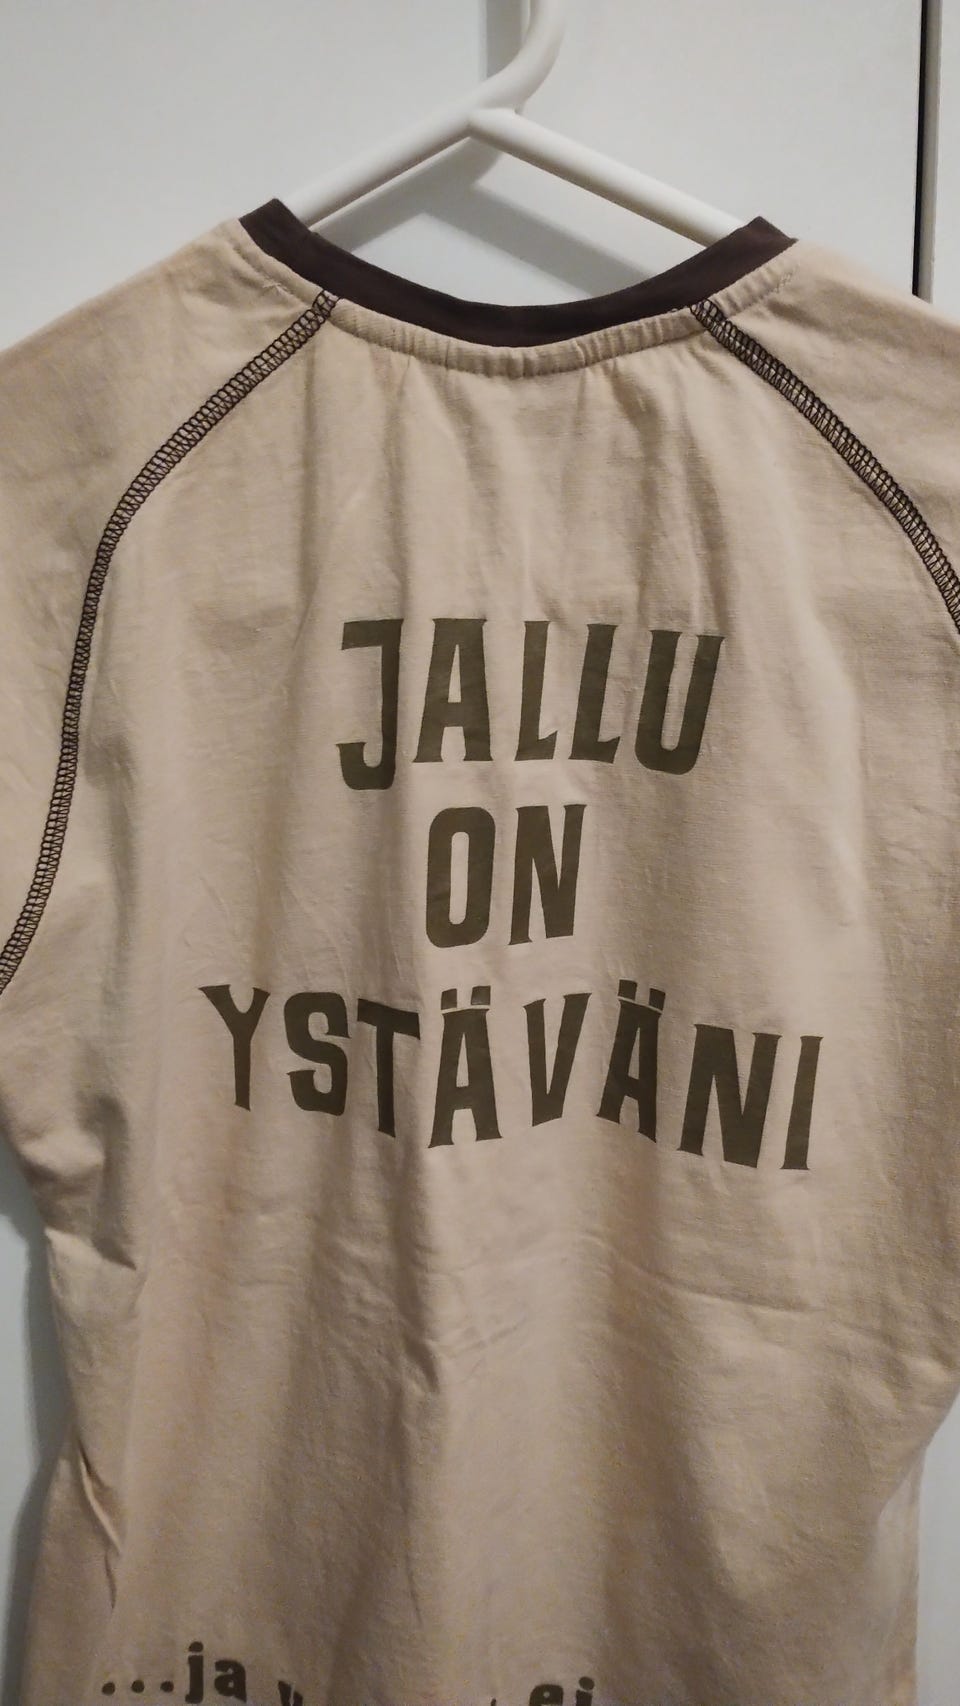 JALLU
ON
YSTÄVÄNI
...ja